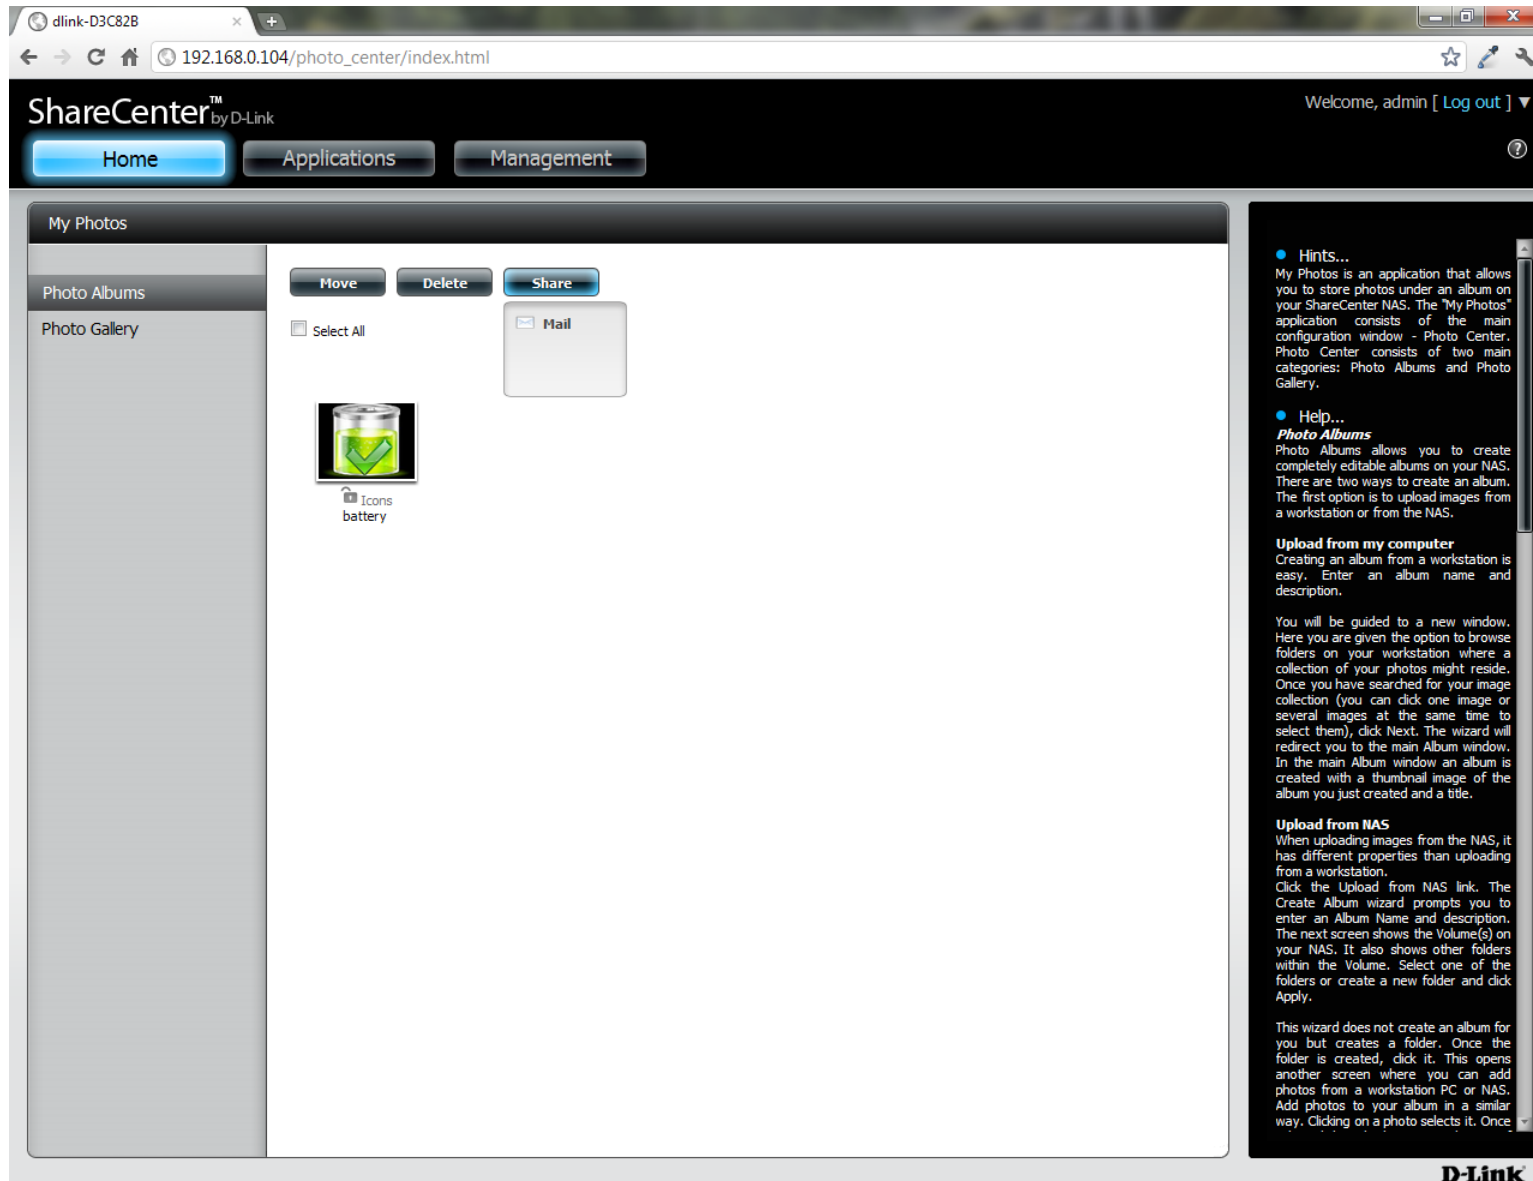 dlink-D3C82B
192.168.0.104/photo_center/index.html
ShareCenter™ by D-Link
Welcome, admin [ Log out ] ▼
Home
Applications
Management
My Photos
Photo Albums
Photo Gallery
Move
Delete
Share
Select All
Mail
Icons
battery
Hints...
My Photos is an application that allows
you to store photos under an album on
your ShareCenter NAS. The "My Photos"
application consists of the main
configuration window - Photo Center.
Photo Center consists of two main
categories: Photo Albums and Photo
Gallery.
Help...
Photo Albums
Photo Albums allows you to create
completely editable albums on your NAS.
There are two ways to create an album.
The first option is to upload images from
a workstation or from the NAS.
Upload from my computer
Creating an album from a workstation is
easy. Enter an album name and
description.
You will be guided to a new window.
Here you are given the option to browse
folders on your workstation where a
collection of your photos might reside.
Once you have searched for your image
collection (you can click one image or
several images at the same time to
select them), click Next. The wizard will
redirect you to the main Album window.
In the main Album window an album is
created with a thumbnail image of the
album you just created and a title.
Upload from NAS
When uploading images from the NAS, it
has different properties than uploading
from a workstation.
Click the Upload from NAS link. The
Create Album wizard prompts you to
enter an Album Name and description.
The next screen shows the Volume(s) on
your NAS. It also shows other folders
within the Volume. Select one of the
folders or create a new folder and click
Apply.
This wizard does not create an album for
you but creates a folder. Once the
folder is created, click it. This opens
another screen where you can add
photos from a workstation PC or NAS.
Add photos to your album in a similar
way. Clicking on a photo selects it. Once
D-Link